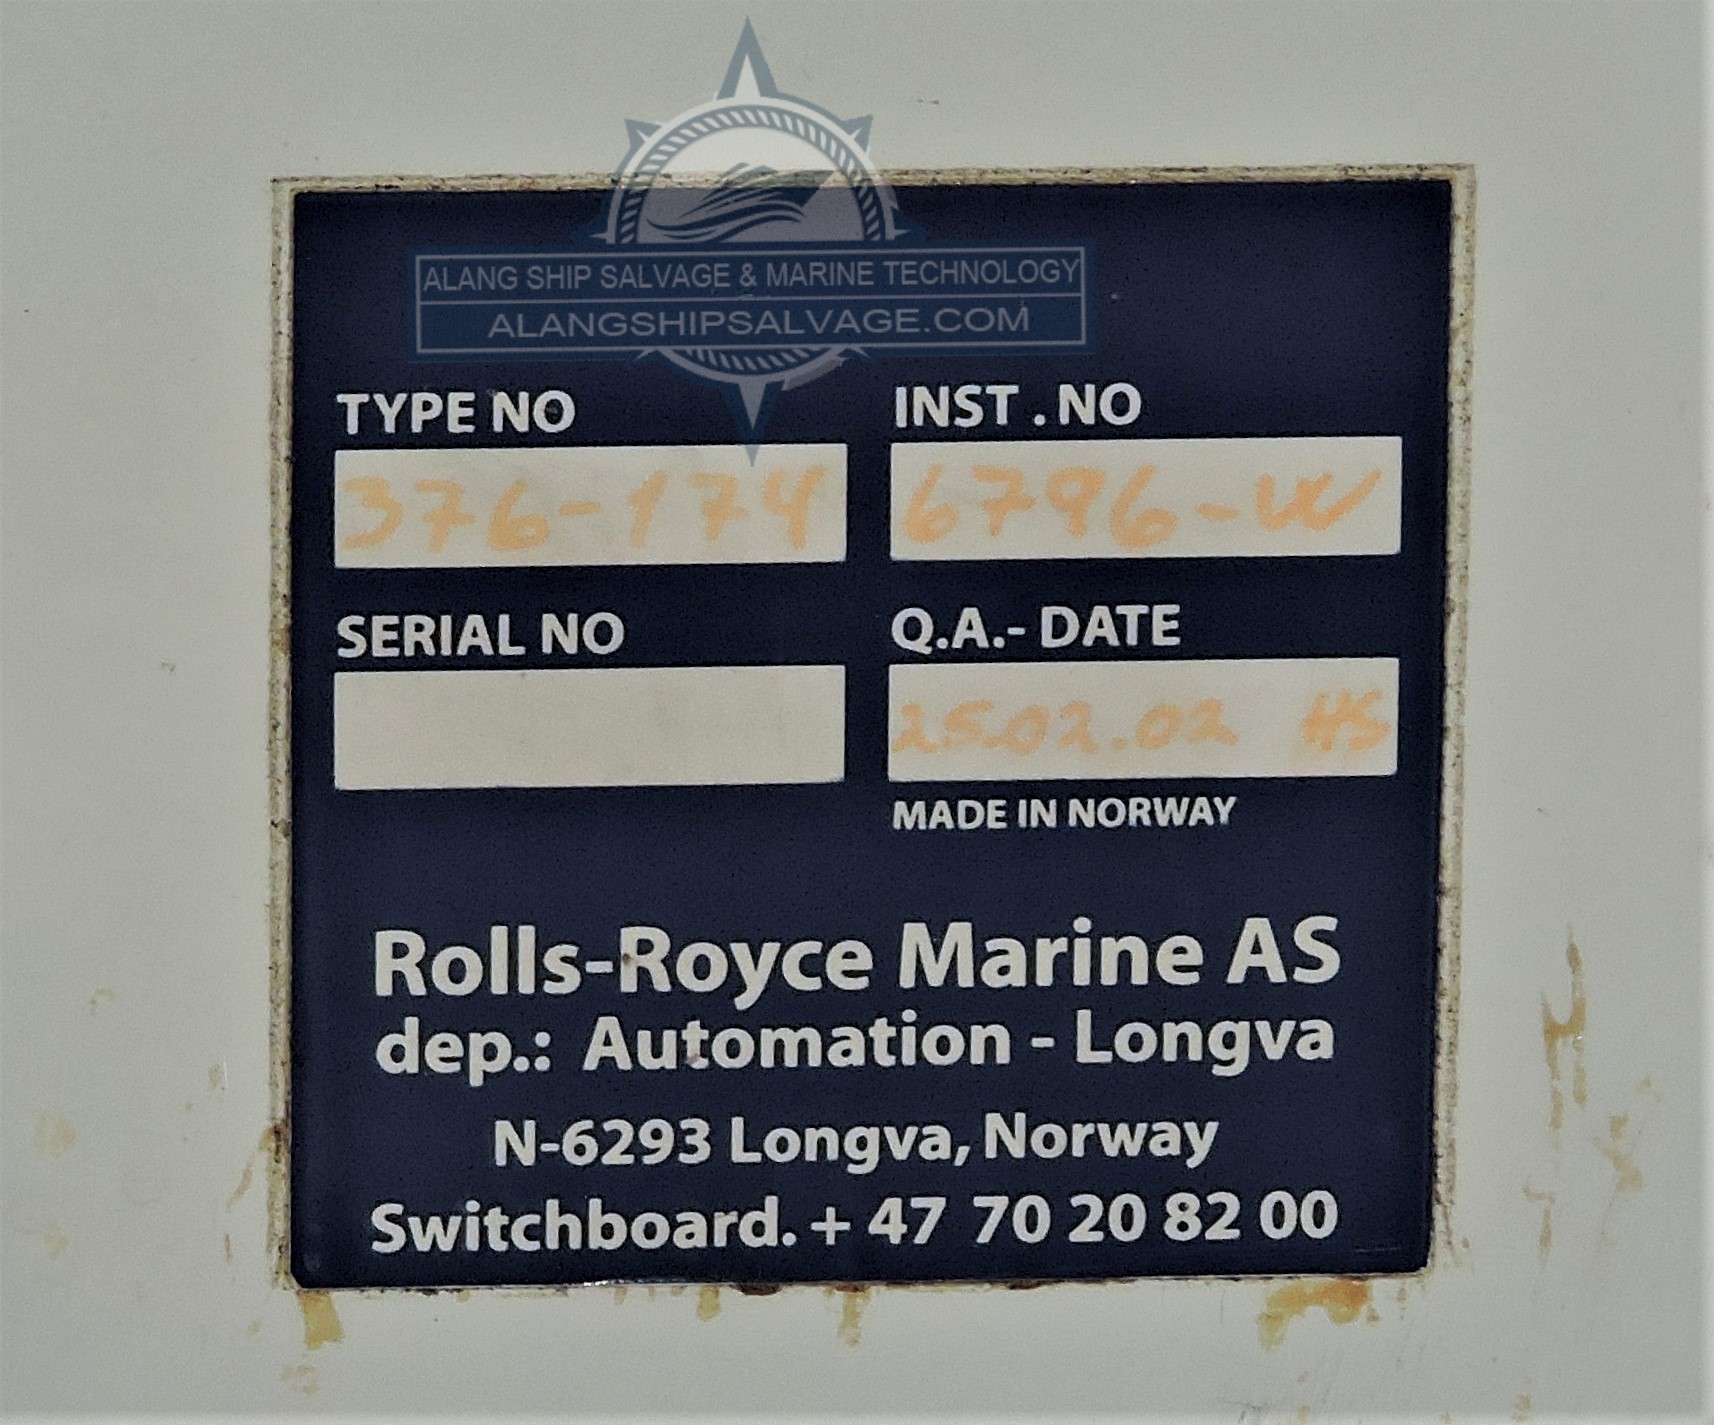 ALANG SHIP SALVAGE & MARINE TECHNOLOGY
ALANGSHIPSALVAGE.COM
TYPE NO INST . NO
376-174 6796-W
SERIAL NO Q.A.- DATE
25.02.02 HS
MADE IN NORWAY
Rolls-Royce Marine AS
dep.: Automation - Longva
N-6293 Longva, Norway
Switchboard. + 47 70 20 82 00